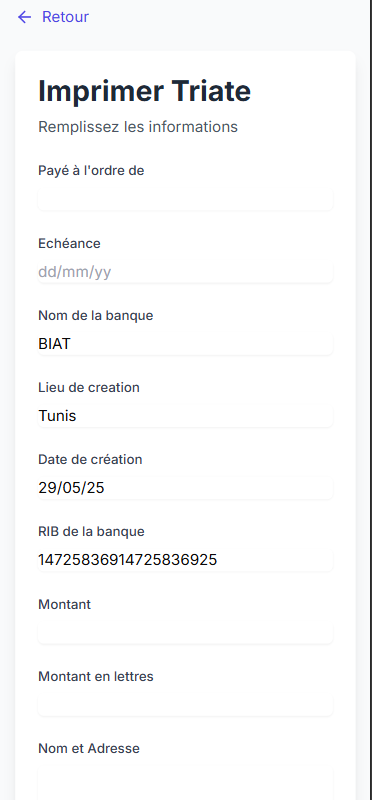 Retour
Imprimer Triate
Remplissez les informations
Payé à l'ordre de
Echéance
dd/mm/yy
Nom de la banque
BIAT
Lieu de creation
Tunis
Date de création
29/05/25
RIB de la banque
14725836914725836925
Montant
Montant en lettres
Nom et Adresse